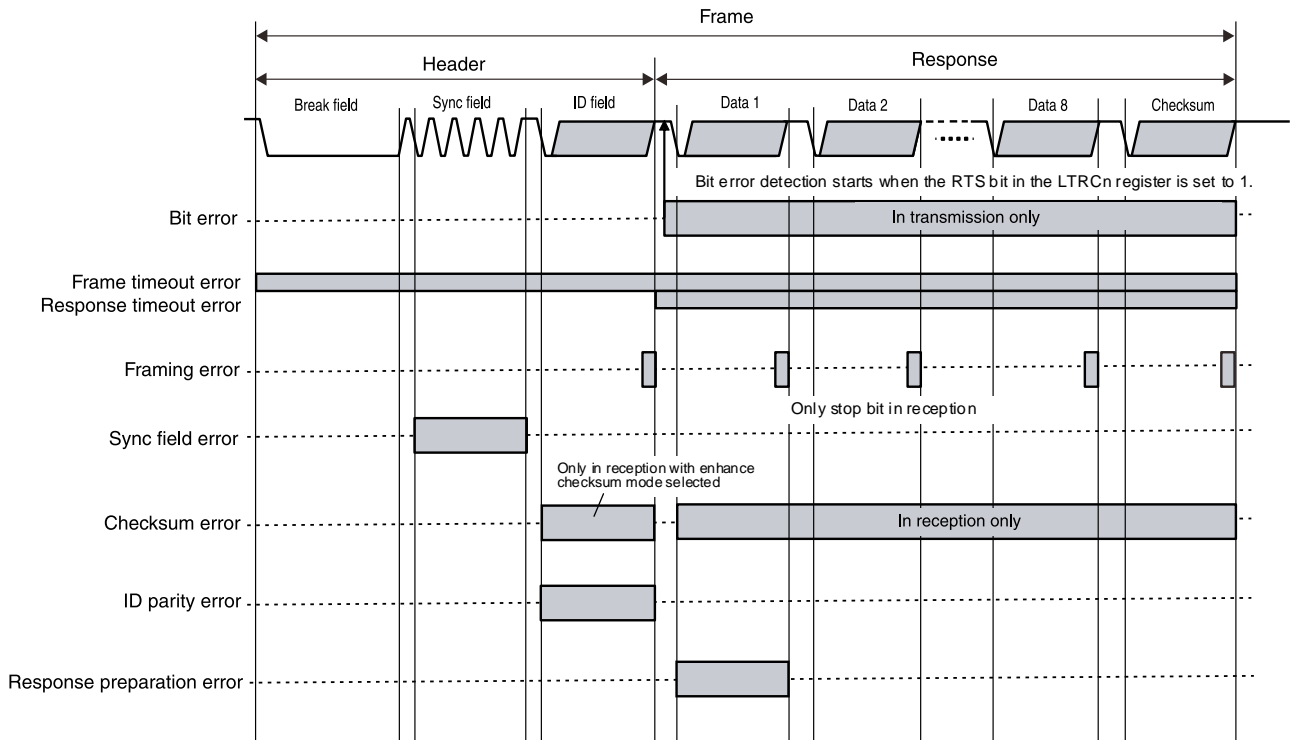 Frame
Header
Response
Break field
Sync field
ID field
Data 1
Data 2
Data 8
Checksum
Bit error detection starts when the RTS bit in the LTRCn register is set to 1.
Bit error
In transmission only
Frame timeout error
Response timeout error
Framing error
Only stop bit in reception
Sync field error
Only in reception with enhance
checksum mode selected
Checksum error
In reception only
ID parity error
Response preparation error